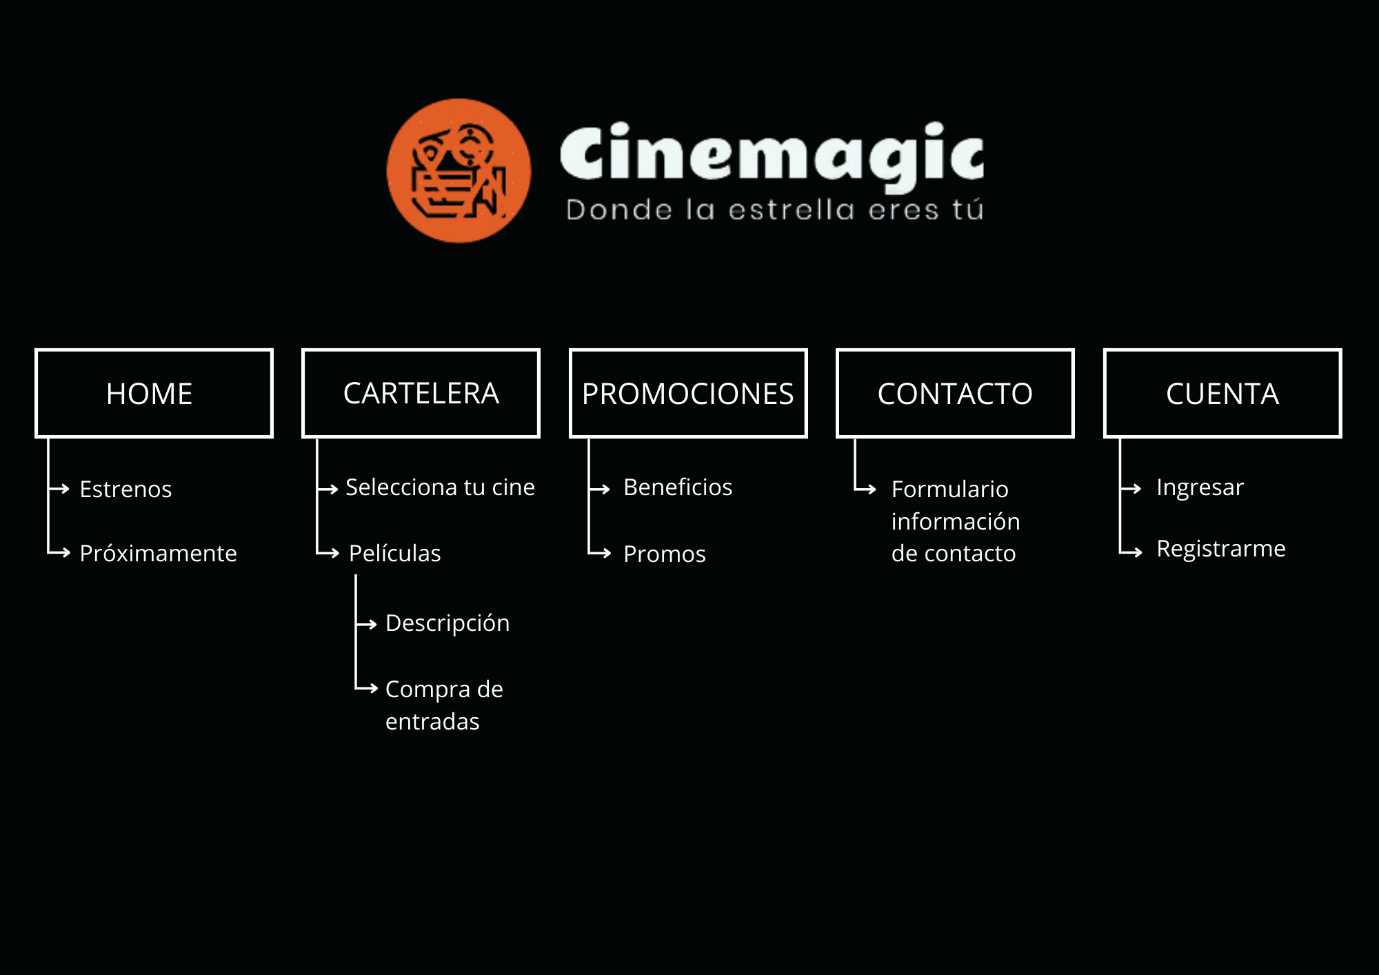 Cinemagic
Donde la estrella eres tú
HOME
Estrenos
Próximamente
CARTELERA
Selecciona tu cine
Películas
Descripción
Compra de
entradas
PROMOCIONES
Beneficios
Promos
CONTACTO
Formulario
información
de contacto
CUENTA
Ingresar
Registrarme